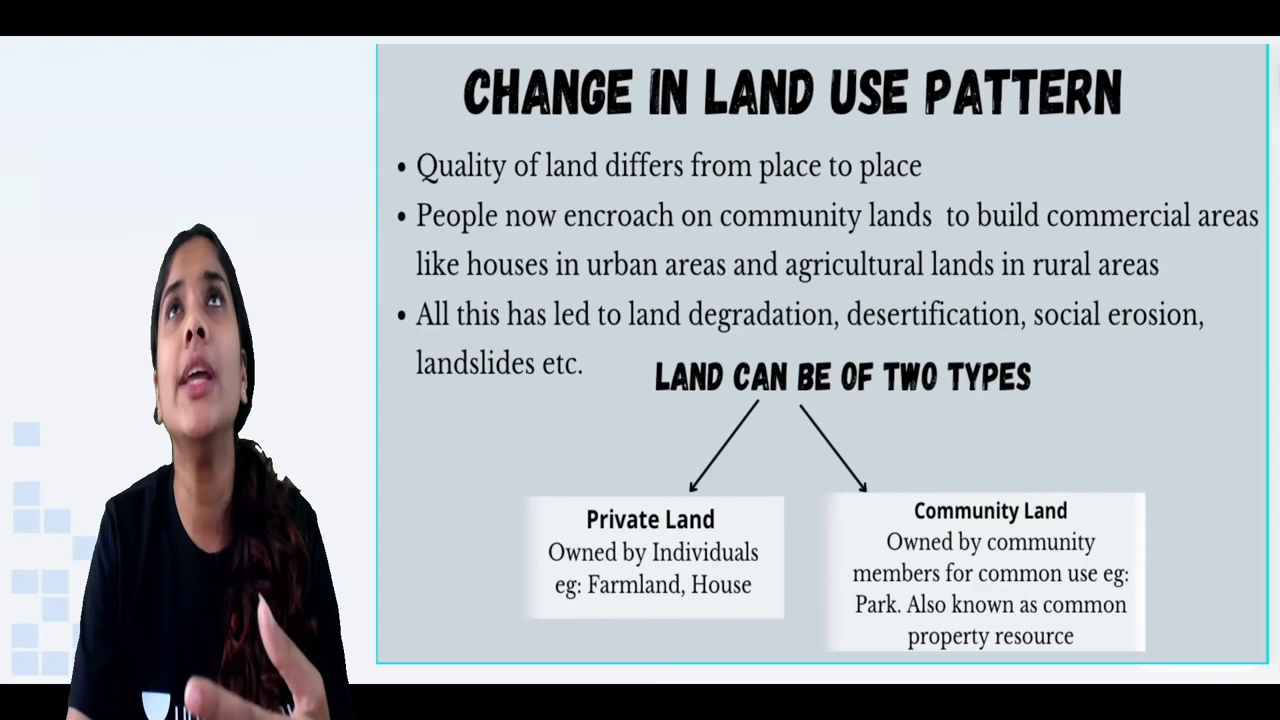 CHANGE IN LAND USE PATTERN
• Quality of land differs from place to place
• People now encroach on community lands to build commercial areas
like houses in urban areas and agricultural lands in rural areas
• All this has led to land degradation, desertification, social erosion,
landslides etc.
LAND CAN BE OF TWO TYPES
Private Land
Owned by Individuals
eg: Farmland, House
Community Land
Owned by community
members for common use eg:
Park. Also known as common
property resource